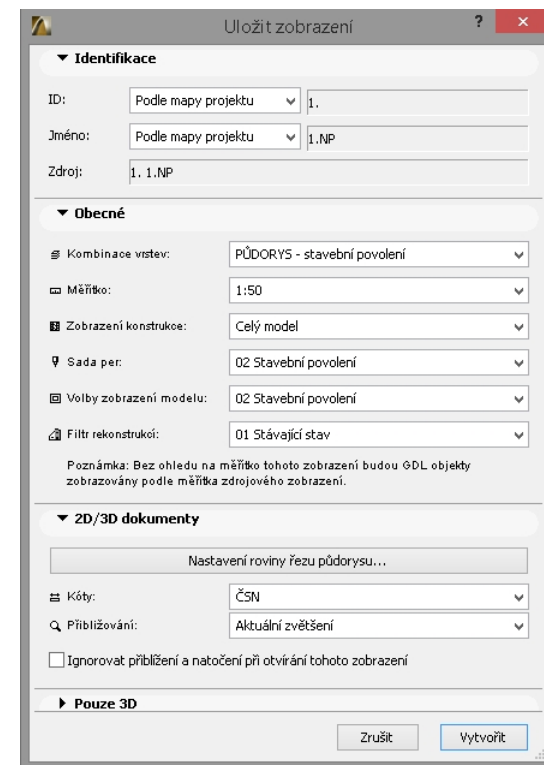 Uložit zobrazení ? ×
▼ Identifikace
ID: Podle mapy projektu 1.
Jméno: Podle mapy projektu 1.NP
Zdroj: 1. 1.NP
▼ Obecné
Kombinace vrstev: PŮDORYS - stavební povolení
Měřítko: 1:50
Zobrazení konstrukce: Celý model
Sada per: 02 Stavební povolení
Volby zobrazení modelu: 02 Stavební povolení
Filtr rekonstrukcí: 01 Stávající stav
Poznámka: Bez ohledu na měřítko tohoto zobrazení budou GDL objekty
zobrazovány podle měřítka zdrojového zobrazení.
▼ 2D/3D dokumenty
Nastavení roviny řezu půdorysu...
Kóty: ČSN
Přibližování: Aktuální zvětšení
Ignorovat přiblížení a natočení při otvírání tohoto zobrazení
▶ Pouze 3D
Zrušit Vytvořit